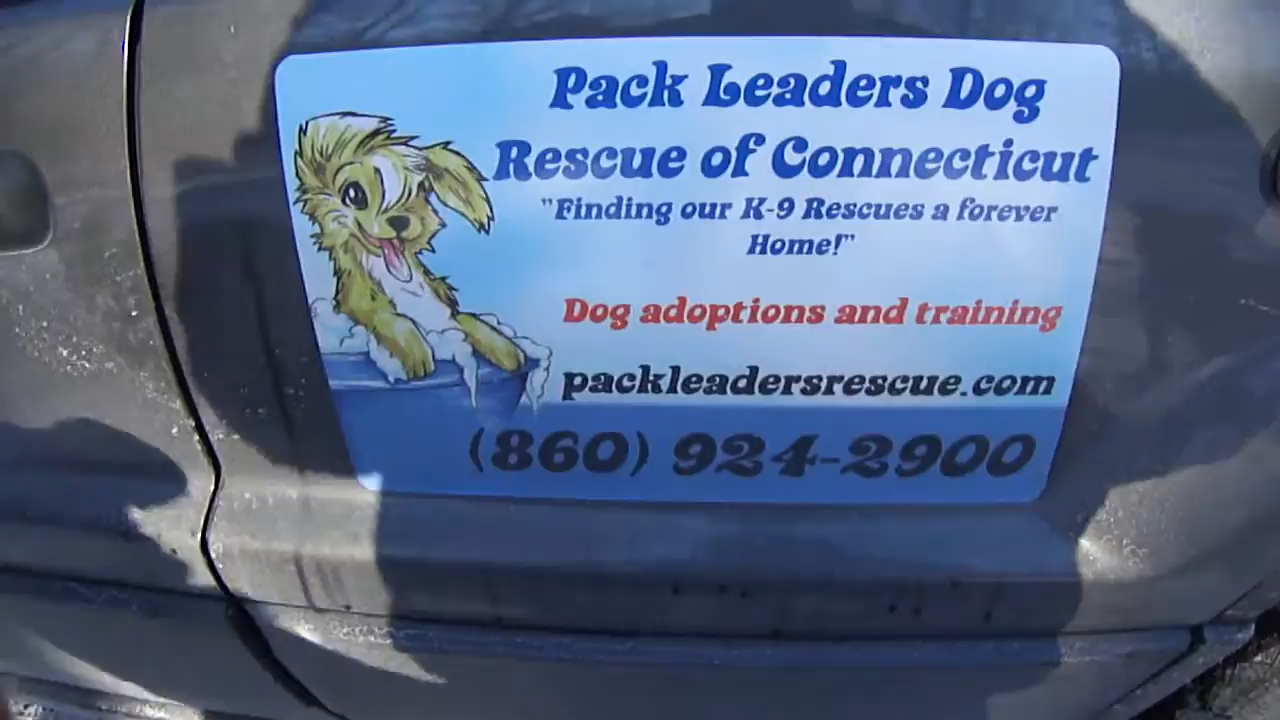 Pack Leaders Dog
Rescue of Connecticut
"Finding our K-9 Rescues a forever
Home!"
Dog adoptions and training
packleadersrescue.com
(860) 924-2900